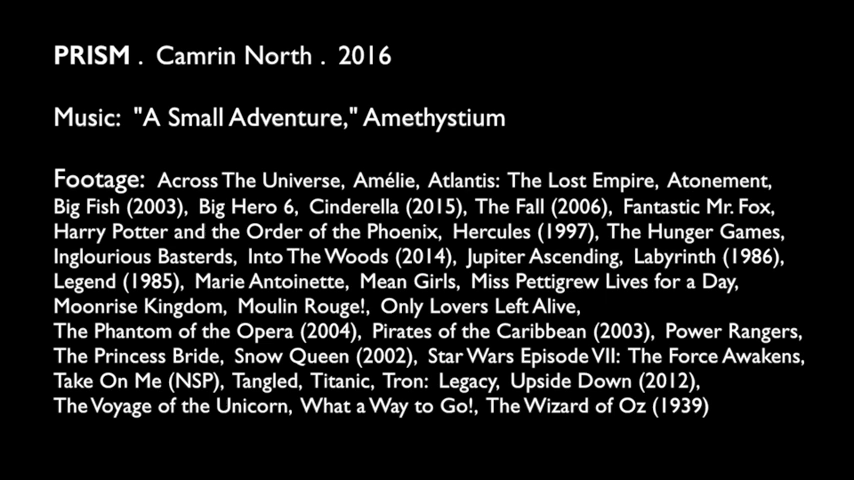 PRISM . Camrin North . 2016
Music: "A Small Adventure," Amethystium
Footage: Across The Universe, Amélie, Atlantis: The Lost Empire, Atonement,
Big Fish (2003), Big Hero 6, Cinderella (2015), The Fall (2006), Fantastic Mr. Fox,
Harry Potter and the Order of the Phoenix, Hercules (1997), The Hunger Games,
Inglourious Basterds, Into The Woods (2014), Jupiter Ascending, Labyrinth (1986),
Legend (1985), Marie Antoinette, Mean Girls, Miss Pettigrew Lives for a Day,
Moonrise Kingdom, Moulin Rouge!, Only Lovers Left Alive,
The Phantom of the Opera (2004), Pirates of the Caribbean (2003), Power Rangers,
The Princess Bride, Snow Queen (2002), Star Wars Episode VII: The Force Awakens,
Take On Me (NSP), Tangled, Titanic, Tron: Legacy, Upside Down (2012),
The Voyage of the Unicorn, What a Way to Go!, The Wizard of Oz (1939)